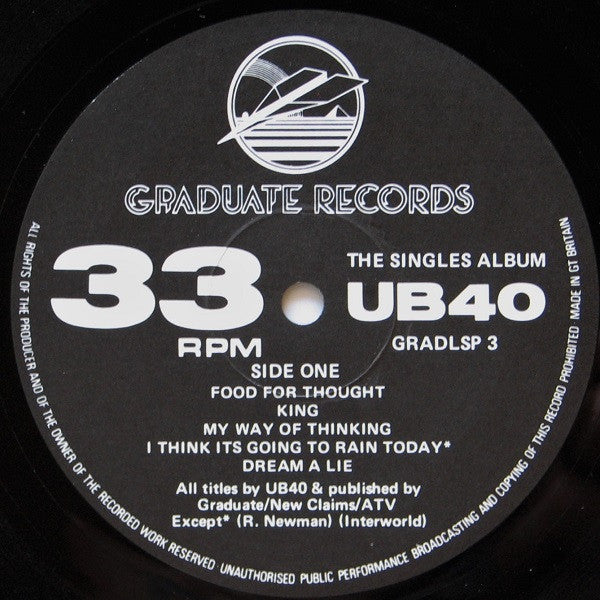 GRADUATE RECORDS
33
RPM
THE SINGLES ALBUM
UB40
GRADLSP 3
SIDE ONE
FOOD FOR THOUGHT
KING
MY WAY OF THINKING
I THINK ITS GOING TO RAIN TODAY*
DREAM A LIE
All titles by UB40 & published by
Graduate/New Claims/ATV
Except* (R. Newman) (Interworld)
ALL RIGHTS OF THE PRODUCER AND OF THE OWNER OF THE RECORDED WORK RESERVED UNAUTHORISED PUBLIC PERFORMANCE BROADCASTING AND COPYING OF THIS RECORD PROHIBITED MADE IN GT BRITAIN